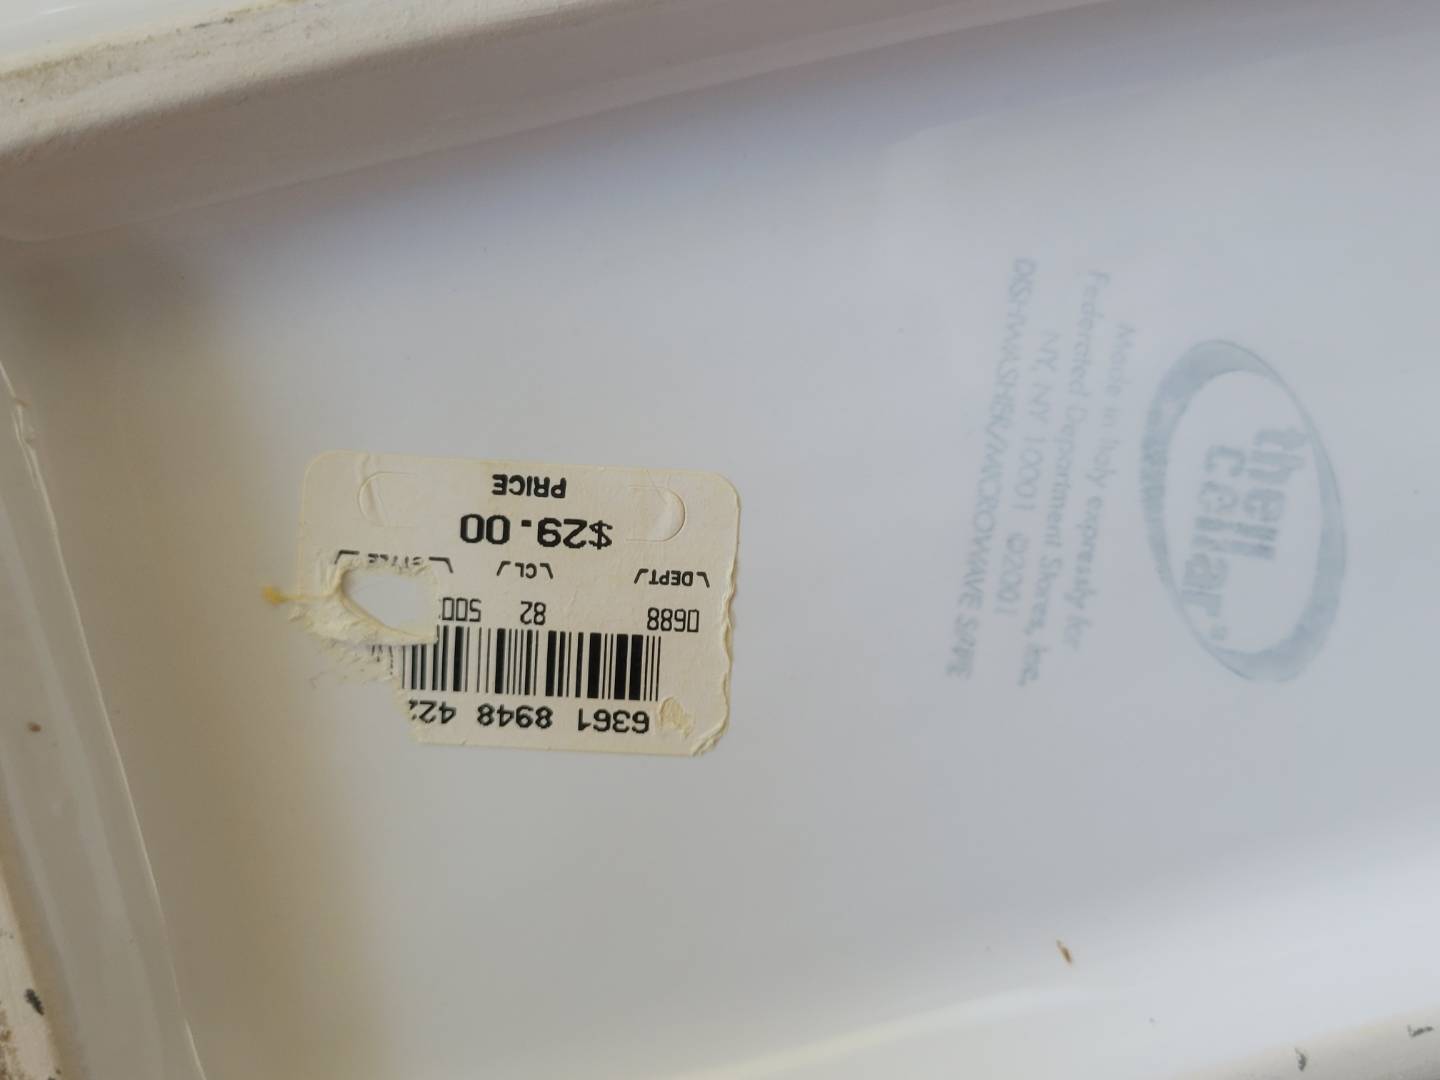 PRICE
$29.00
DEPT CL STYLE
0688 82 500
6361 8948 422
the cellar®
Made in Italy expressly for
Federated Department Stores, Inc.
NY, NY 10001 ©2001
DISHWASHER/MICROWAVE SAFE